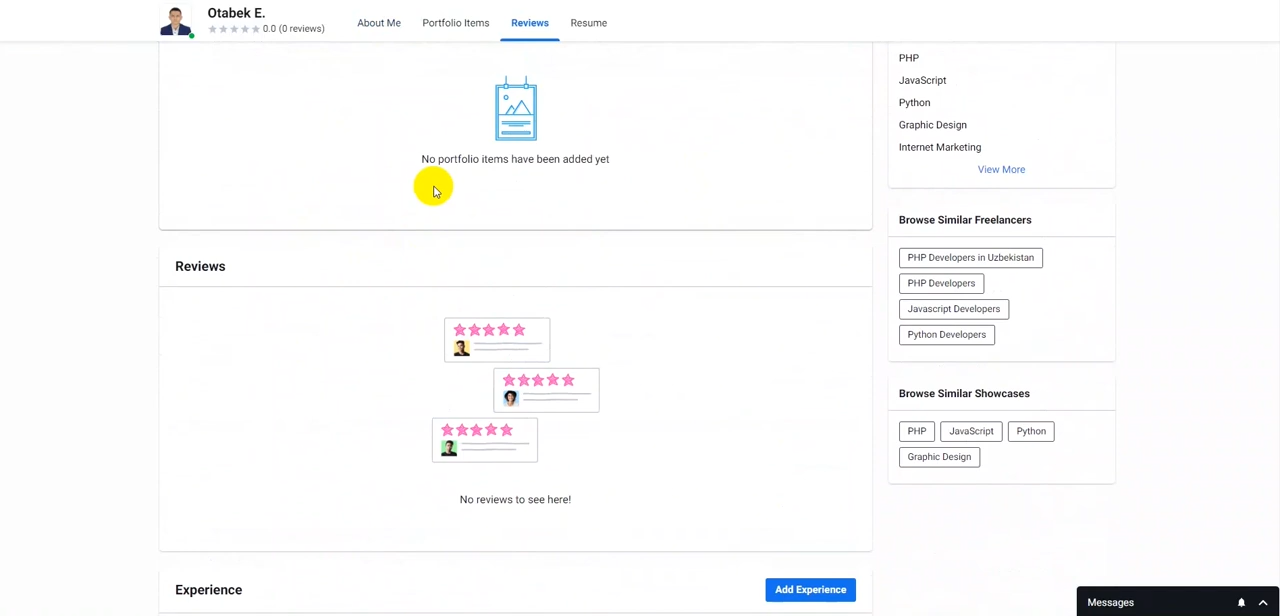 Otabek E.
0.0 (0 reviews)
About Me
Portfolio Items
Reviews
Resume
No portfolio items have been added yet
Reviews
No reviews to see here!
Experience
Add Experience
PHP
JavaScript
Python
Graphic Design
Internet Marketing
View More
Browse Similar Freelancers
PHP Developers in Uzbekistan
PHP Developers
Javascript Developers
Python Developers
Browse Similar Showcases
PHP
JavaScript
Python
Graphic Design
Messages